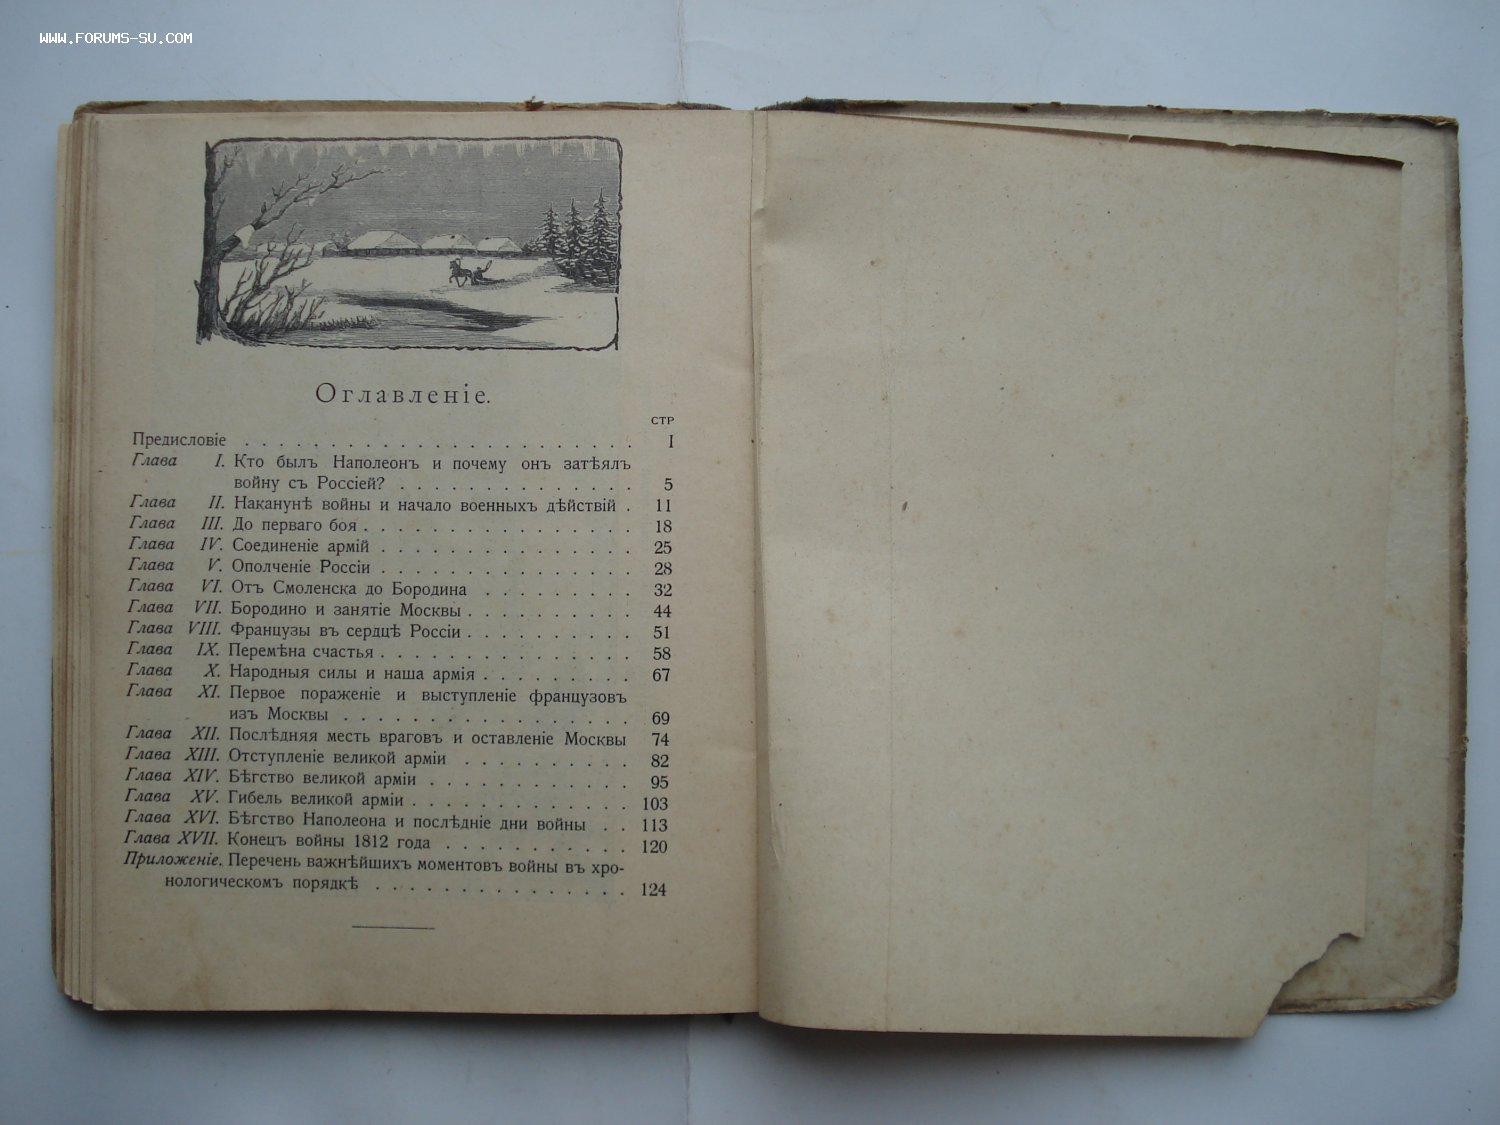 WWW.FORUMS-SU.COM
Оглавленіе.
СТР
Предисловіе . . . . . . . . . . . . . . . . . . . . . . . I
Глава I. Кто былъ Наполеонъ и почему онъ затѣялъ
войну съ Россіей? . . . . . . . . . . . . . . 5
Глава II. Наканунѣ войны и начало военныхъ дѣйствій . 11
Глава III. До перваго боя . . . . . . . . . . . . . . . . 18
Глава IV. Соединеніе армій . . . . . . . . . . . . . . . 25
Глава V. Ополченіе Россіи . . . . . . . . . . . . . . . 28
Глава VI. Отъ Смоленска до Бородина . . . . . . . . . 32
Глава VII. Бородино и занятіе Москвы . . . . . . . . . . 44
Глава VIII. Французы въ сердцѣ Россіи . . . . . . . . . . 51
Глава IX. Перемѣна счастья . . . . . . . . . . . . . . . 58
Глава X. Народныя силы и наша армія . . . . . . . . . 67
Глава XI. Первое пораженіе и выступленіе французовъ
изъ Москвы . . . . . . . . . . . . . . . . . 69
Глава XII. Послѣдняя месть враговъ и оставленіе Москвы 74
Глава XIII. Отступленіе великой арміи . . . . . . . . . . 82
Глава XIV. Бѣгство великой арміи . . . . . . . . . . . . 95
Глава XV. Гибель великой арміи . . . . . . . . . . . . . 103
Глава XVI. Бѣгство Наполеона и послѣдніе дни войны . . 113
Глава XVII. Конецъ войны 1812 года . . . . . . . . . . . 120
Приложеніе. Перечень важнѣйшихъ моментовъ войны въ хро-
нологическомъ порядкѣ . . . . . . . . . . . . . . . 124